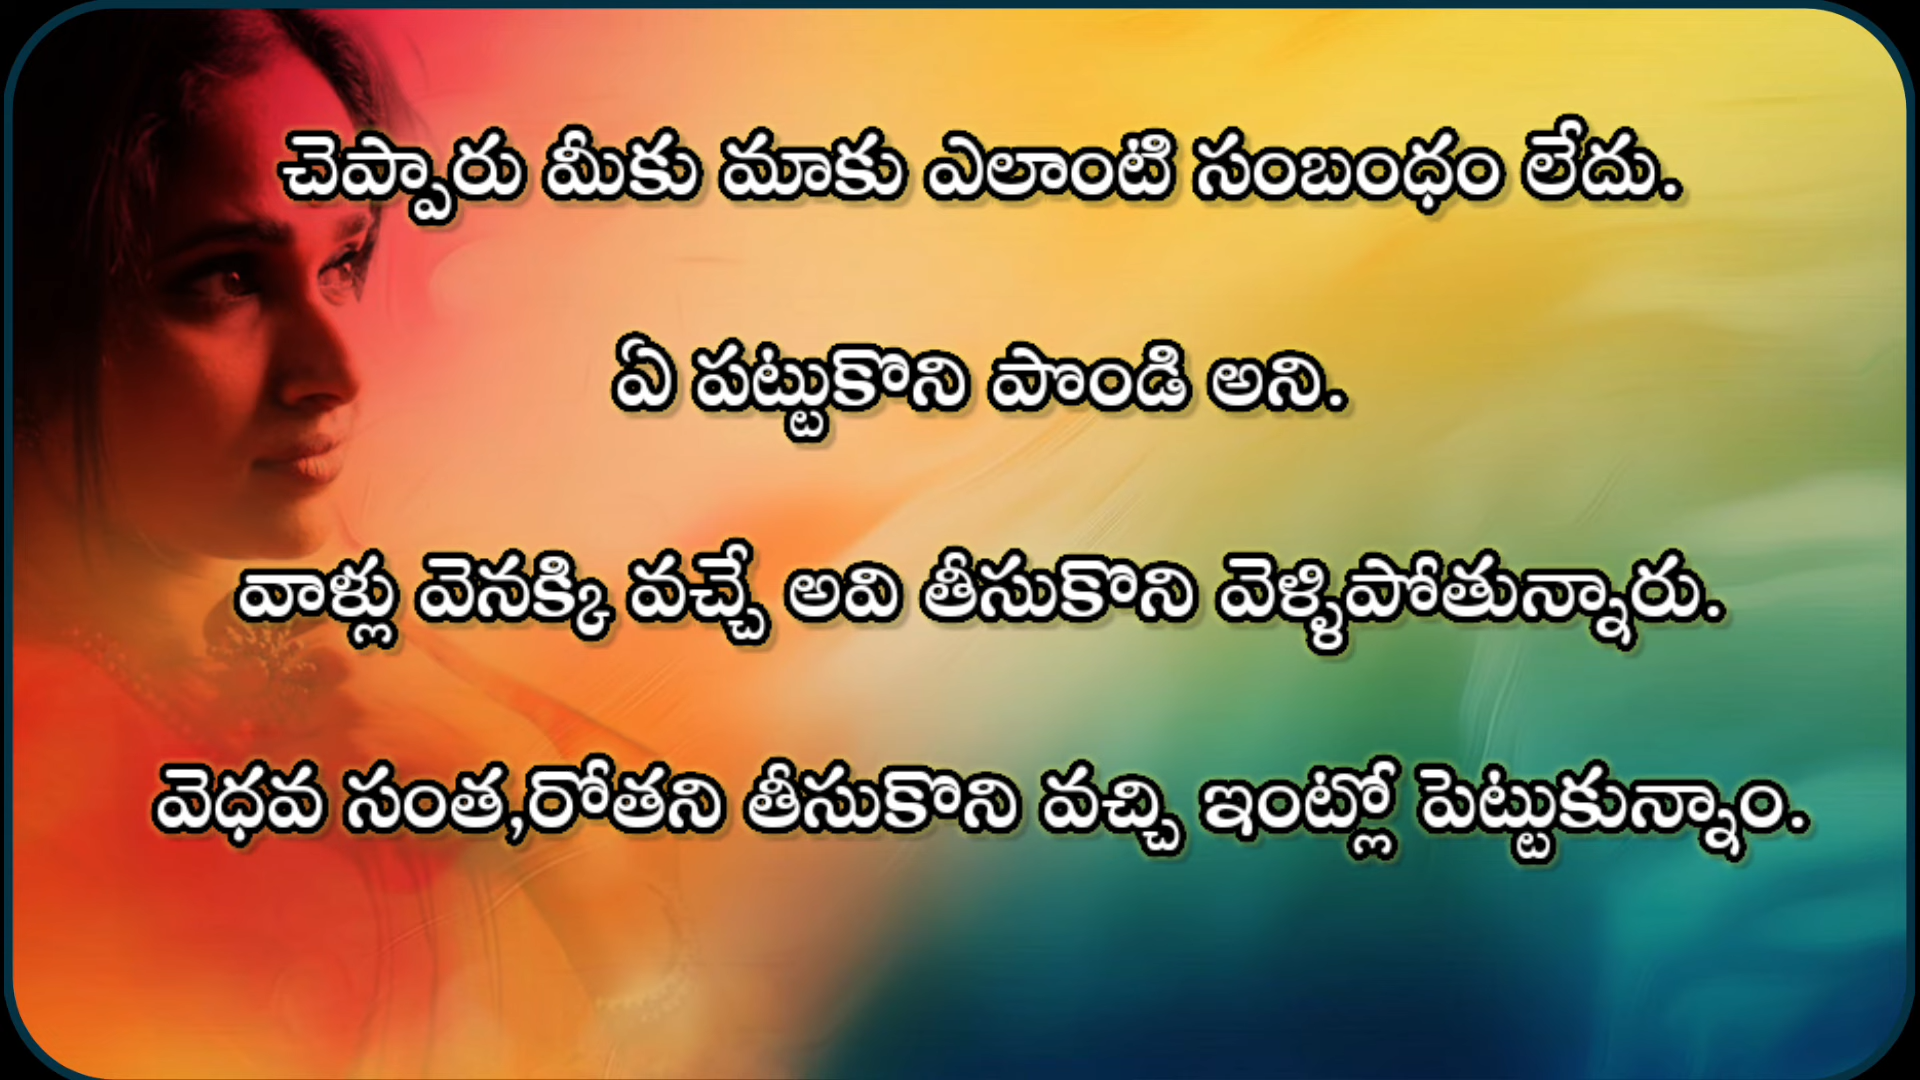 చెప్పారు మీకు మాకు ఎలాంటి సంబంధం లేదు.
ఏ పట్టుకొని పొండి అని.
వాళ్లు వెనక్కి వచ్చే అవి తీసుకొని వెళ్ళిపోతున్నారు.
వెధవ సంత,రోతని తీసుకొని వచ్చి ఇంట్లో పెట్టుకున్నాం.